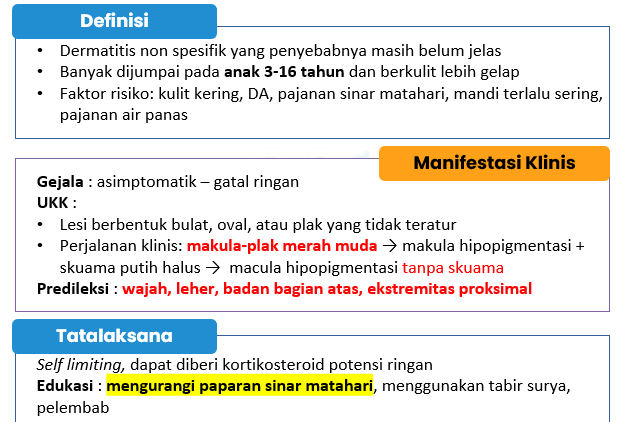 Definisi
• Dermatitis non spesifik yang penyebabnya masih belum jelas
• Banyak dijumpai pada anak 3-16 tahun dan berkulit lebih gelap
• Faktor risiko: kulit kering, DA, pajanan sinar matahari, mandi terlalu sering,
pajanan air panas
Manifestasi Klinis
Gejala : asimptomatik – gatal ringan
UKK :
• Lesi berbentuk bulat, oval, atau plak yang tidak teratur
• Perjalanan klinis: makula-plak merah muda → makula hipopigmentasi +
skuama putih halus → macula hipopigmentasi tanpa skuama
Predileksi : wajah, leher, badan bagian atas, ekstremitas proksimal
Tatalaksana
Self limiting, dapat diberi kortikosteroid potensi ringan
Edukasi : mengurangi paparan sinar matahari, menggunakan tabir surya,
pelembab